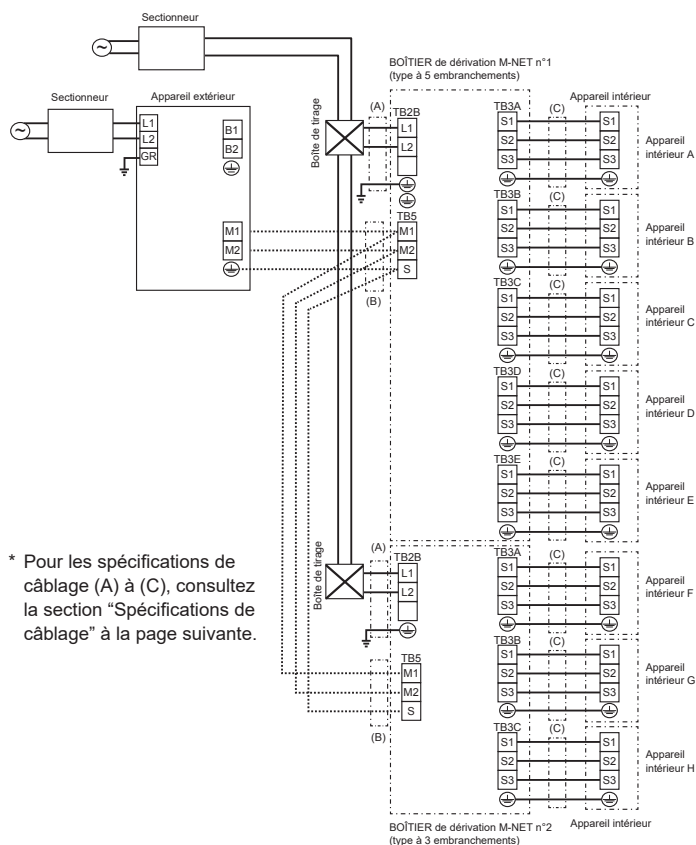 Sectionneur
BOÎTIER de dérivation M-NET n°1
(type à 5 embranchements)
Sectionneur
Appareil extérieur
Boîte de tirage
(A)
TB2B
TB3A
(C)
Appareil intérieur
L1
L2
GR
B1
B2
L1
L2
S1
S2
S3
S1
S2
S3
Appareil
intérieur A
M1
M2
TB5
M1
M2
S
(B)
TB3B
(C)
S1
S2
S3
S1
S2
S3
Appareil
intérieur B
TB3C
(C)
S1
S2
S3
S1
S2
S3
Appareil
intérieur C
TB3D
(C)
S1
S2
S3
S1
S2
S3
Appareil
intérieur D
TB3E
(C)
S1
S2
S3
S1
S2
S3
Appareil
intérieur E
* Pour les spécifications de
câblage (A) à (C), consultez
la section “Spécifications de
câblage” à la page suivante.
Boîte de tirage
(A)
TB2B
L1
L2
TB3A
(C)
S1
S2
S3
S1
S2
S3
Appareil
intérieur F
TB5
M1
M2
S
(B)
TB3B
(C)
S1
S2
S3
S1
S2
S3
Appareil
intérieur G
TB3C
(C)
S1
S2
S3
S1
S2
S3
Appareil
intérieur H
BOÎTIER de dérivation M-NET n°2
(type à 3 embranchements)
Appareil intérieur